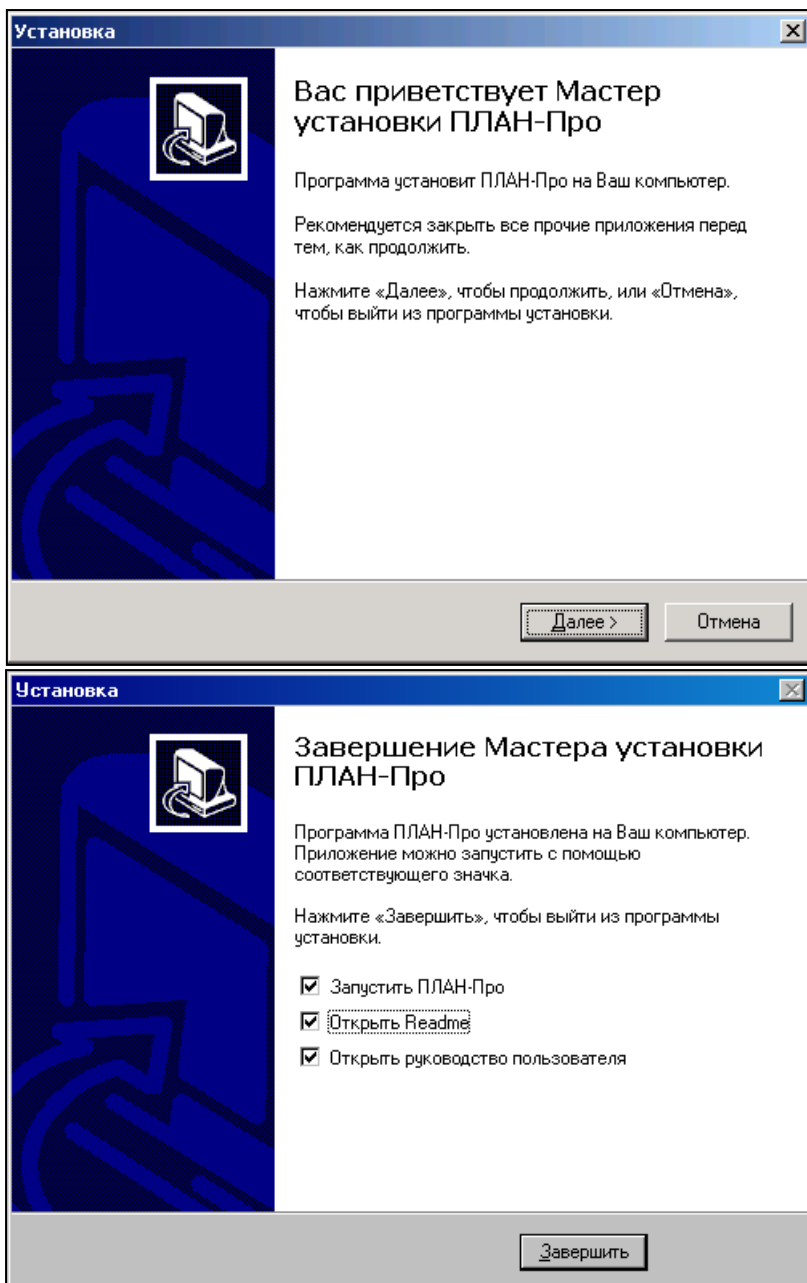 Установка
Вас приветствует Мастер
установки ПЛАН-Про
Программа установит ПЛАН-Про на Ваш компьютер.
Рекомендуется закрыть все прочие приложения перед
тем, как продолжить.
Нажмите «Далее», чтобы продолжить, или «Отмена»,
чтобы выйти из программы установки.
Далее >
Отмена
Установка
Завершение Мастера установки
ПЛАН-Про
Программа ПЛАН-Про установлена на Ваш компьютер.
Приложение можно запустить с помощью
соответствующего значка.
Нажмите «Завершить», чтобы выйти из программы
установки.
Запустить ПЛАН-Про
Открыть Readme
Открыть руководство пользователя
Завершить